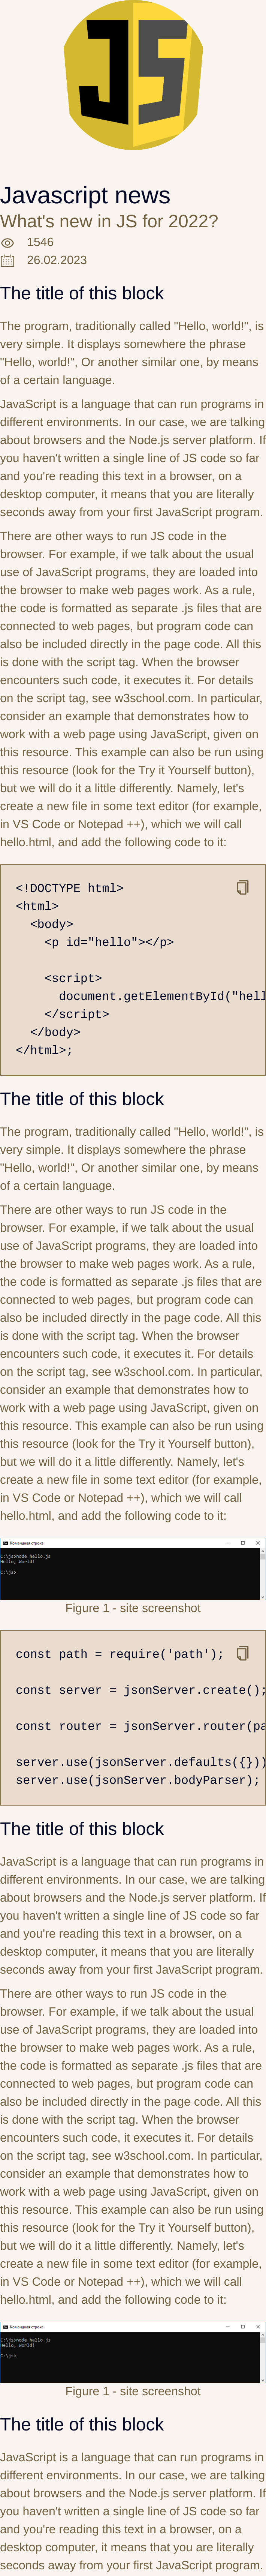 JS
Javascript news
What's new in JS for 2022?
1546
26.02.2023
The title of this block
The program, traditionally called "Hello, world!", is
very simple. It displays somewhere the phrase
"Hello, world!", Or another similar one, by means
of a certain language.
JavaScript is a language that can run programs in
different environments. In our case, we are talking
about browsers and the Node.js server platform. If
you haven't written a single line of JS code so far
and you're reading this text in a browser, on a
desktop computer, it means that you are literally
seconds away from your first JavaScript program.
There are other ways to run JS code in the
browser. For example, if we talk about the usual
use of JavaScript programs, they are loaded into
the browser to make web pages work. As a rule,
the code is formatted as separate .js files that are
connected to web pages, but program code can
also be included directly in the page code. All this
is done with the script tag. When the browser
encounters such code, it executes it. For details
on the script tag, see w3school.com. In particular,
consider an example that demonstrates how to
work with a web page using JavaScript, given on
this resource. This example can also be run using
this resource (look for the Try it Yourself button),
but we will do it a little differently. Namely, let's
create a new file in some text editor (for example,
in VS Code or Notepad ++), which we will call
hello.html, and add the following code to it:
<!DOCTYPE html>
<html>
<body>
<p id="hello"></p>
<script>
document.getElementById("hell
</script>
</body>
</html>;
The title of this block
The program, traditionally called "Hello, world!", is
very simple. It displays somewhere the phrase
"Hello, world!", Or another similar one, by means
of a certain language.
There are other ways to run JS code in the
browser. For example, if we talk about the usual
use of JavaScript programs, they are loaded into
the browser to make web pages work. As a rule,
the code is formatted as separate .js files that are
connected to web pages, but program code can
also be included directly in the page code. All this
is done with the script tag. When the browser
encounters such code, it executes it. For details
on the script tag, see w3school.com. In particular,
consider an example that demonstrates how to
work with a web page using JavaScript, given on
this resource. This example can also be run using
this resource (look for the Try it Yourself button),
but we will do it a little differently. Namely, let's
create a new file in some text editor (for example,
in VS Code or Notepad ++), which we will call
hello.html, and add the following code to it:
Командная строка
C:\js>node hello.js
Hello, World!
C:\js>
Figure 1 - site screenshot
const path = require('path');
const server = jsonServer.create();
const router = jsonServer.router(pa
server.use(jsonServer.defaults({}))
server.use(jsonServer.bodyParser);
The title of this block
JavaScript is a language that can run programs in
different environments. In our case, we are talking
about browsers and the Node.js server platform. If
you haven't written a single line of JS code so far
and you're reading this text in a browser, on a
desktop computer, it means that you are literally
seconds away from your first JavaScript program.
There are other ways to run JS code in the
browser. For example, if we talk about the usual
use of JavaScript programs, they are loaded into
the browser to make web pages work. As a rule,
the code is formatted as separate .js files that are
connected to web pages, but program code can
also be included directly in the page code. All this
is done with the script tag. When the browser
encounters such code, it executes it. For details
on the script tag, see w3school.com. In particular,
consider an example that demonstrates how to
work with a web page using JavaScript, given on
this resource. This example can also be run using
this resource (look for the Try it Yourself button),
but we will do it a little differently. Namely, let's
create a new file in some text editor (for example,
in VS Code or Notepad ++), which we will call
hello.html, and add the following code to it:
Командная строка
C:\js>node hello.js
Hello, World!
C:\js>
Figure 1 - site screenshot
The title of this block
JavaScript is a language that can run programs in
different environments. In our case, we are talking
about browsers and the Node.js server platform. If
you haven't written a single line of JS code so far
and you're reading this text in a browser, on a
desktop computer, it means that you are literally
seconds away from your first JavaScript program.